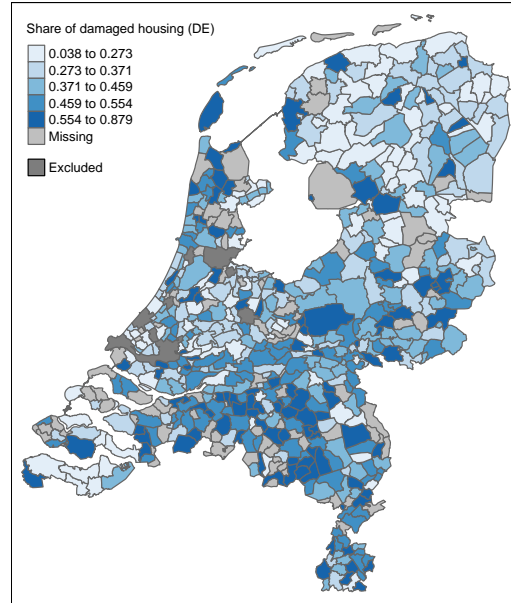 Share of damaged housing (DE)
0.038 to 0.273
0.273 to 0.371
0.371 to 0.459
0.459 to 0.554
0.554 to 0.879
Missing
Excluded